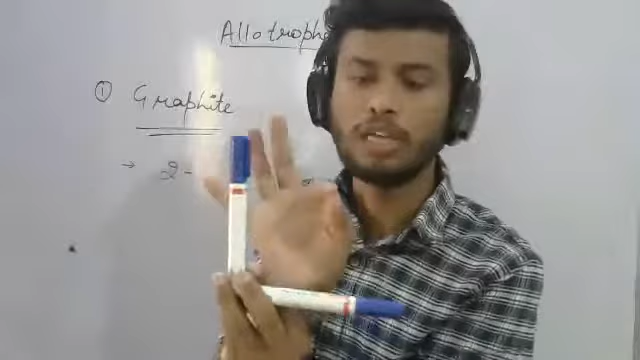 Allotroph
① Graphite
→ 2-